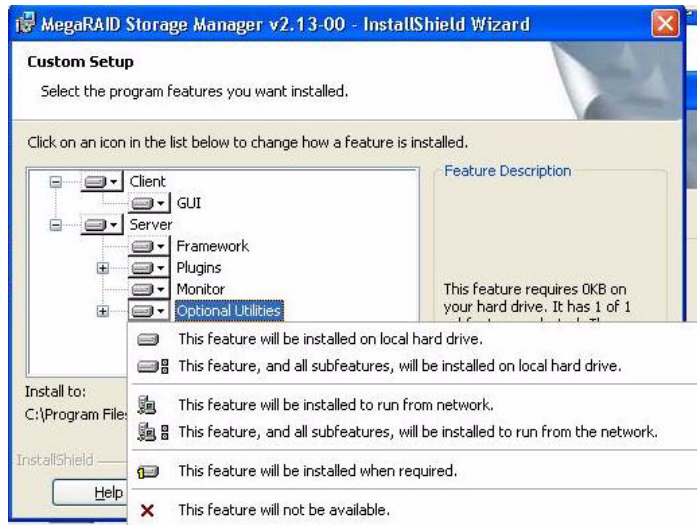 MegaRAID Storage Manager v2.13-00 - InstallShield Wizard
Custom Setup
Select the program features you want installed.
Click on an icon in the list below to change how a feature is installed.
Client
GUI
Server
Framework
Plugins
Monitor
Optional Utilities
Feature Description
This feature requires 0KB on
your hard drive. It has 1 of 1
This feature will be installed on local hard drive.
This feature, and all subfeatures, will be installed on local hard drive.
This feature will be installed to run from network.
This feature, and all subfeatures, will be installed to run from the network.
This feature will be installed when required.
This feature will not be available.
Install to:
C:\Program Files
InstallShield
Help